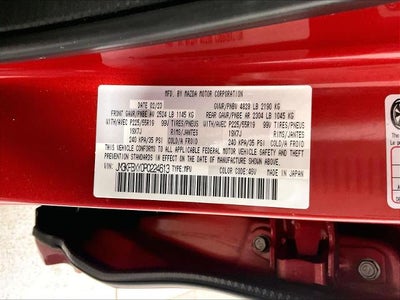 MFD. BY MAZDA MOTOR CORPORATION
DATE 02/23 GVWR/PNBV 4828 LB 2190 KG
FRONT GAWR/PNBE AV 2524 LB 1145 KG REAR GAWR/PNBE AR 2304 LB 1045 KG
WITH/AVEC P225/55R19 99V TIRES/PNEUS WITH/AVEC P225/55R19 99V TIRES/PNEUS
19X7J RIMS/JANTES 19X7J RIMS/JANTES
240 KPA/35 PSI COLD/A FROID 240 KPA/35 PSI COLD/A FROID
THIS VEHICLE CONFORMS TO ALL APPLICABLE FEDERAL MOTOR VEHICLE SAFETY AND THEFT
PREVENTION STANDARDS IN EFFECT ON THE DATE OF MANUFACTURE SHOWN ABOVE.
TYPE:MPV COLOR CODE:46V MADE IN JAPAN